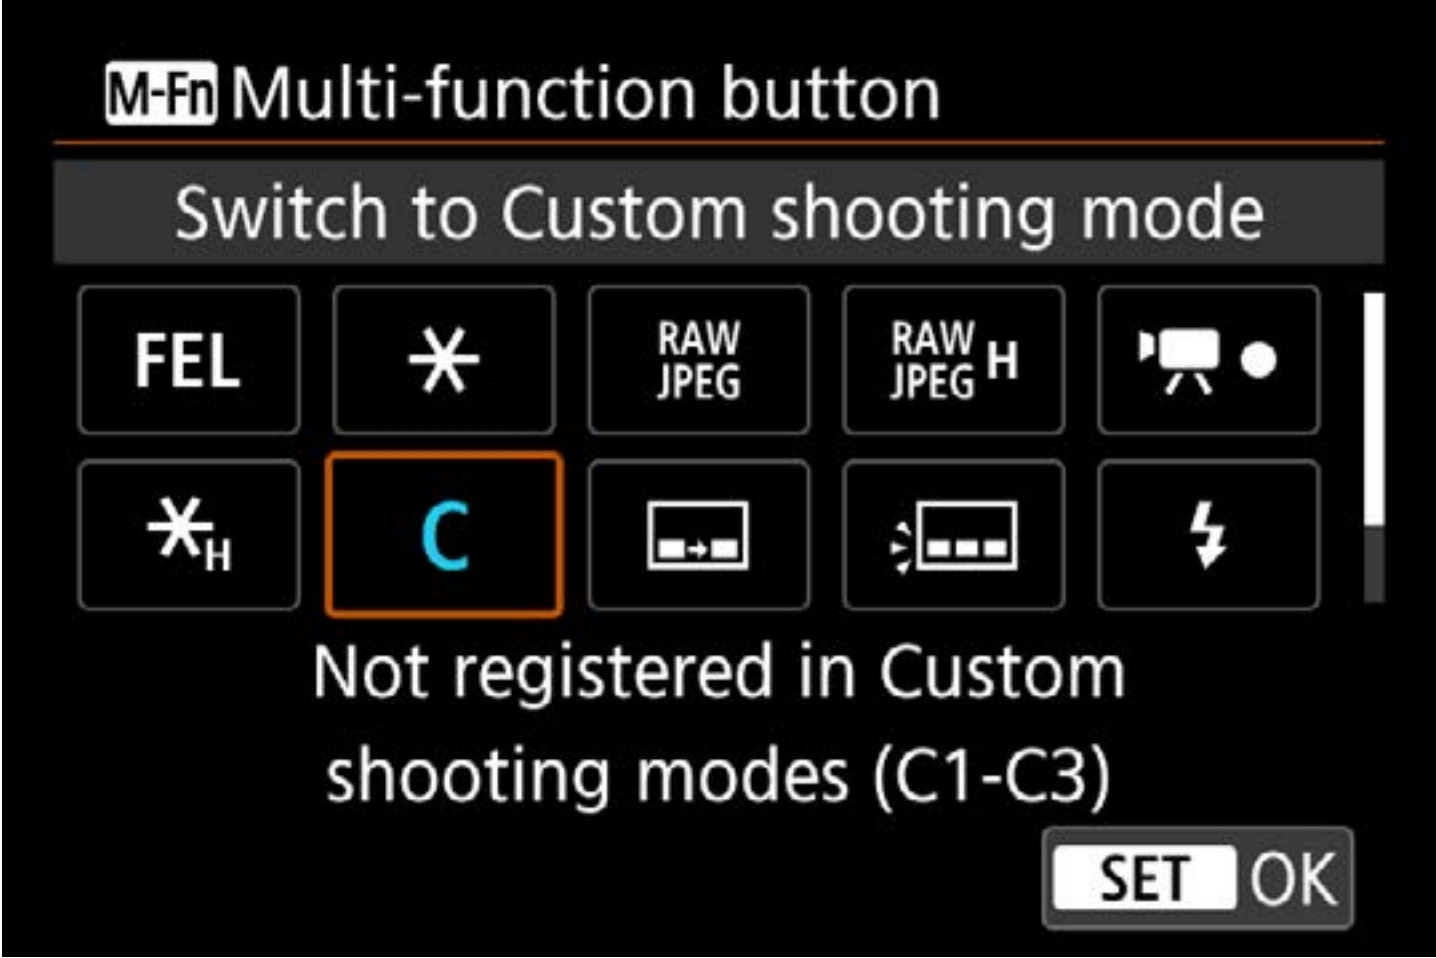 M-Fn Multi-function button
Switch to Custom shooting mode
FEL
RAW
JPEG
RAW
JPEG H
H
C
Not registered in Custom
shooting modes (C1-C3)
SET OK